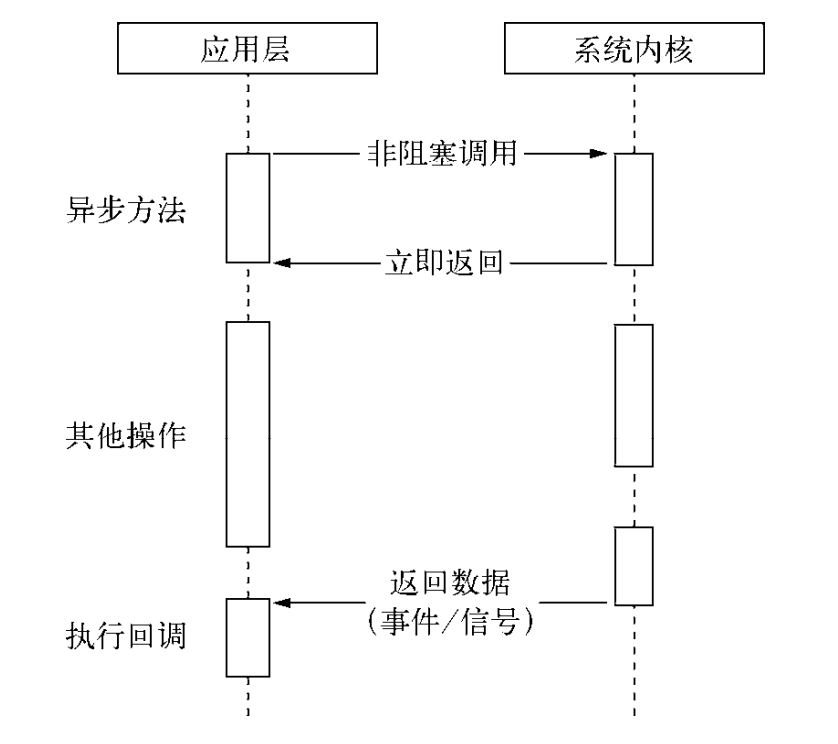 应用层
系统内核
非阻塞调用
异步方法
立即返回
其他操作
返回数据
(事件/信号)
执行回调